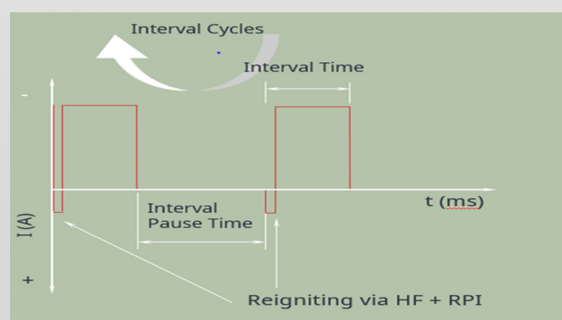 Interval Cycles
Interval Time
-
t (ms)
Interval
Pause Time
I (A)
+
Reigniting via HF + RPI